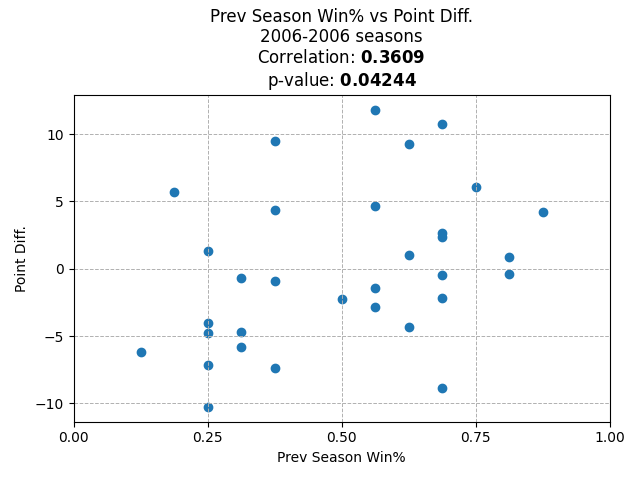 Prev Season Win% vs Point Diff.
2006-2006 seasons
Correlation: 0.3609
p-value: 0.04244
10
5
0
−5
−10
Point Diff.
0.00 0.25 0.50 0.75 1.00
Prev Season Win%